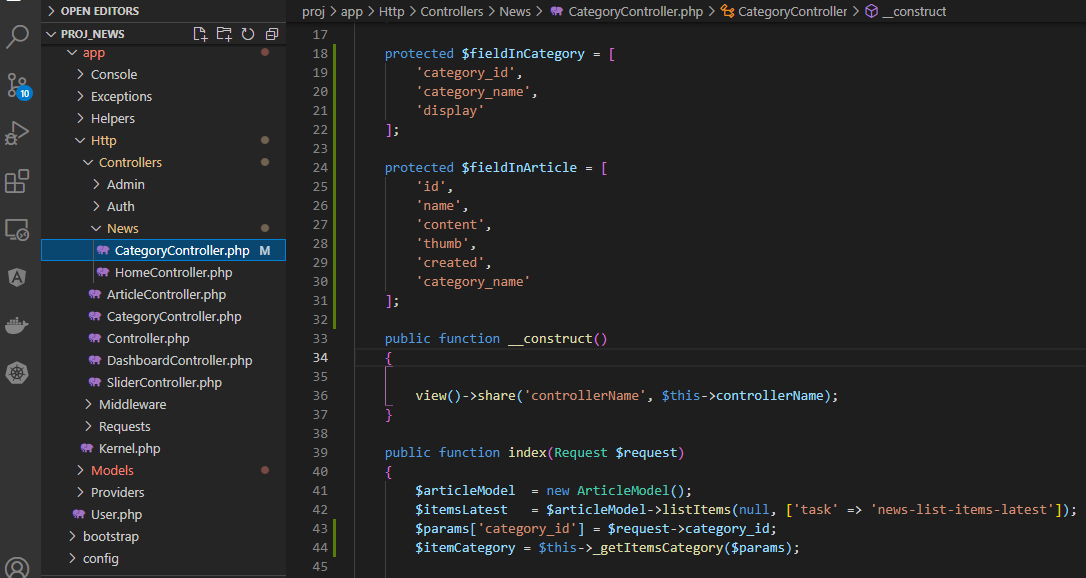 OPEN EDITORS
PROJ_NEWS
app
Console
Exceptions
Helpers
Http
Controllers
Admin
Auth
News
CategoryController.php M
HomeController.php
ArticleController.php
CategoryController.php
Controller.php
DashboardController.php
SliderController.php
Middleware
Requests
Kernel.php
Models
Providers
User.php
bootstrap
config
10
proj > app > Http > Controllers > News > CategoryController.php > CategoryController > __construct
17
18 protected $fieldInCategory = [
19 'category_id',
20 'category_name',
21 'display'
22 ];
23
24 protected $fieldInArticle = [
25 'id',
26 'name',
27 'content',
28 'thumb',
29 'created',
30 'category_name'
31 ];
32
33 public function __construct()
34 {
35
36 view()->share('controllerName', $this->controllerName);
37 }
38
39 public function index(Request $request)
40 {
41 $articleModel = new ArticleModel();
42 $itemsLatest = $articleModel->listItems(null, ['task' => 'news-list-items-latest']);
43 $params['category_id'] = $request->category_id;
44 $itemCategory = $this->_getItemsCategory($params);
45